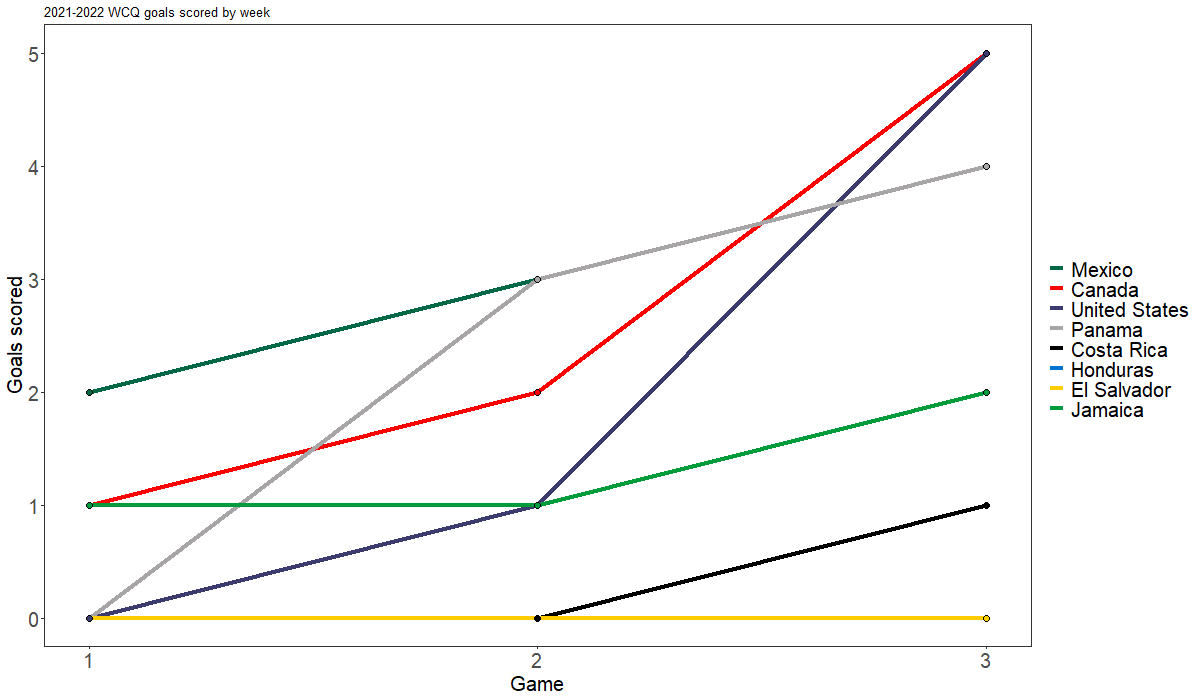 2021-2022 WCQ goals scored by week
Goals scored
5
4
3
2
1
0
1
2
3
Game
Mexico
Canada
United States
Panama
Costa Rica
Honduras
El Salvador
Jamaica